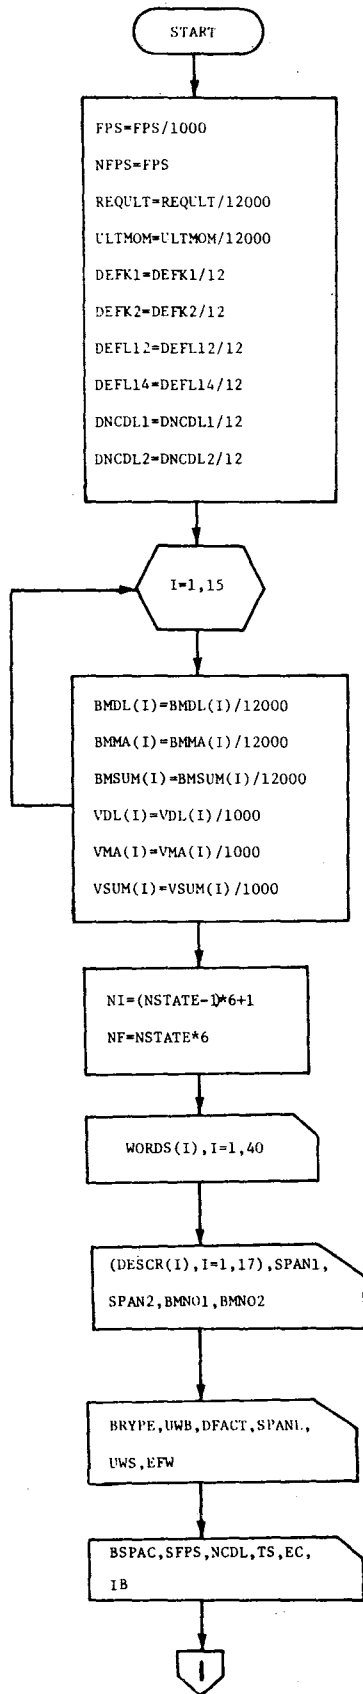 START
FPS=FPS/1000
NFPS=FPS
REQULT=REQULT/12000
ULTMOM=ULTMOM/12000
DEFK1=DEFK1/12
DEFK2=DEFK2/12
DEFL12=DEFL12/12
DEFL14=DEFL14/12
DNCDL1=DNCDL1/12
DNCDL2=DNCDL2/12
I=1,15
BMDL(I)=BMDL(I)/12000
BMMA(I)=BMMA(I)/12000
BMSUM(I)=BMSUM(I)/12000
VDL(I)=VDL(I)/1000
VMA(I)=VMA(I)/1000
VSUM(I)=VSUM(I)/1000
NI=(NSTATE-1)*6+1
NF=NSTATE*6
WORDS(I),I=1,40
(DESCR(I),I=1,17),SPAN1,
SPAN2,BMNO1,BMNO2
BRYPE,UWB,DFACT,SPANL,
UWS,EFW
BSPAC,SFPS,NCDL,TS,EC,
IB
I